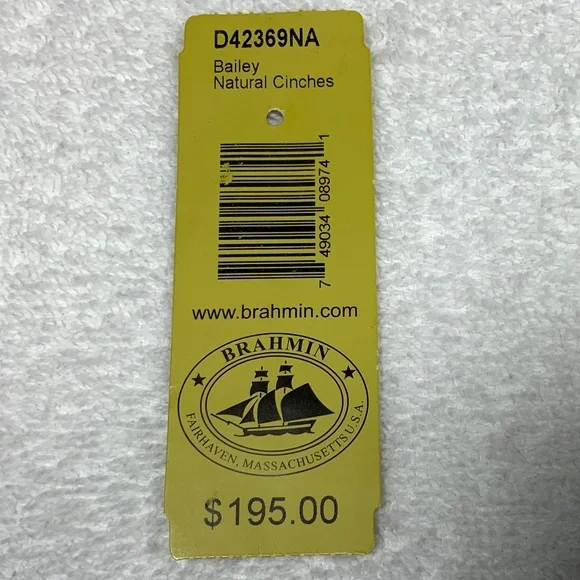 D42369NA
Bailey
Natural Cinches
7 49034 08974 1
www.brahmin.com
BRAHMIN
FAIRHAVEN, MASSACHUSETTS U.S.A.
$195.00